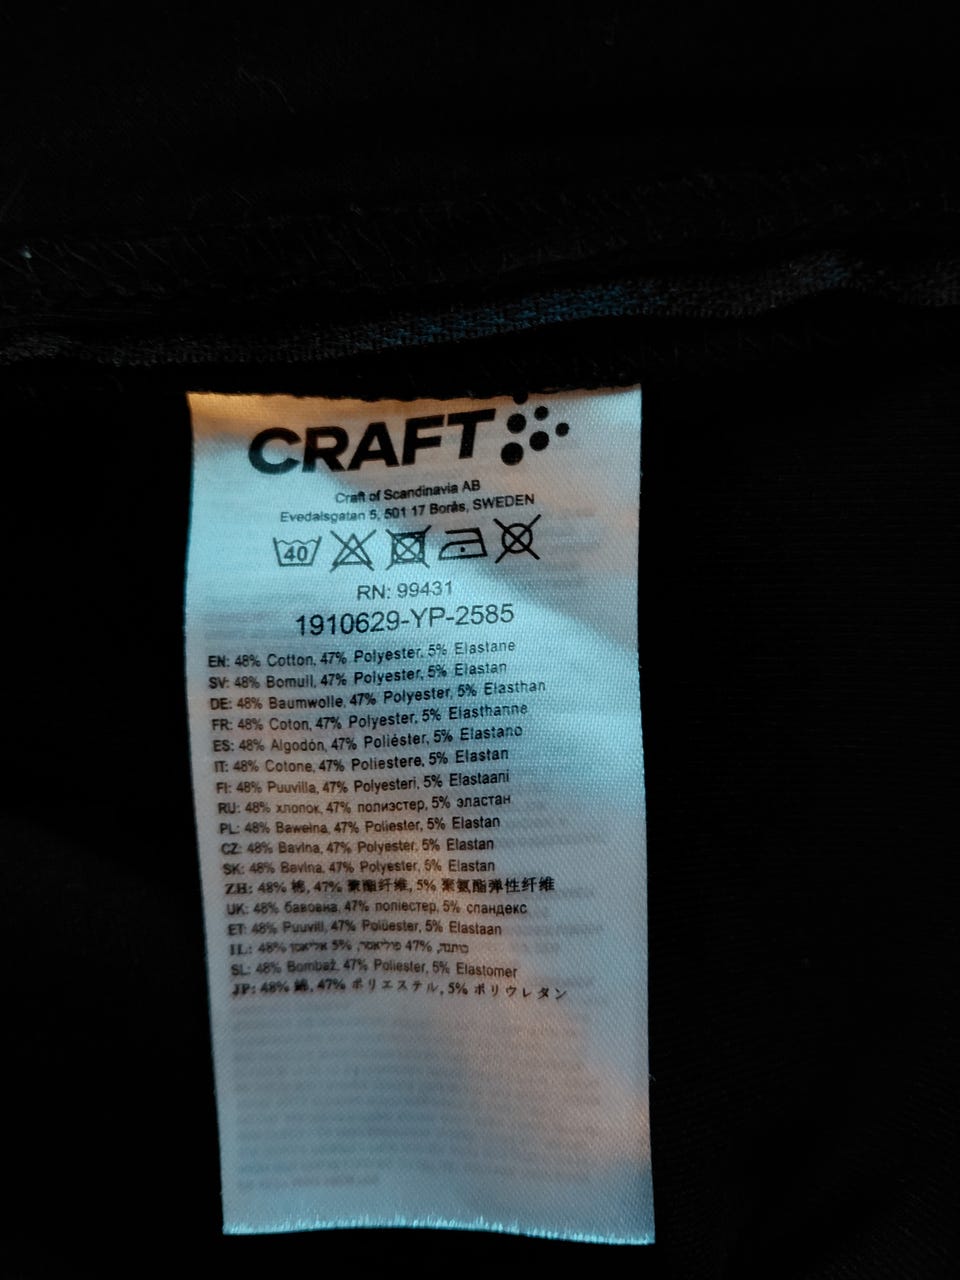 CRAFT
Craft of Scandinavia AB
Evedalsgatan 5, 501 17 Borås, SWEDEN
40
RN: 99431
1910629-YP-2585
EN: 48% Cotton, 47% Polyester, 5% Elastane
SV: 48% Bomull, 47% Polyester, 5% Elastan
DE: 48% Baumwolle, 47% Polyester, 5% Elasthan
FR: 48% Coton, 47% Polyester, 5% Elasthanne
ES: 48% Algodón, 47% Poliéster, 5% Elastano
IT: 48% Cotone, 47% Poliestere, 5% Elastan
FI: 48% Puuvilla, 47% Polyesteri, 5% Elastaani
RU: 48% хлопок, 47% полиэстер, 5% эластан
PL: 48% Bawełna, 47% Poliester, 5% Elastan
CZ: 48% Bavlna, 47% Polyester, 5% Elastan
SK: 48% Bavlna, 47% Polyester, 5% Elastan
ZH: 48% 棉, 47% 聚酯纤维, 5% 聚氨酯弹性纤维
UK: 48% бавовна, 47% поліестер, 5% спандекс
ET: 48% Puuvill, 47% Polüester, 5% Elastaan
IL: 48% כותנה, 47% פוליאסטר, 5%
SL: 48% Bombaž, 47% Poliester, 5% Elastomer
JP: 48% 綿, 47% ポリエステル, 5% ポリウレタン